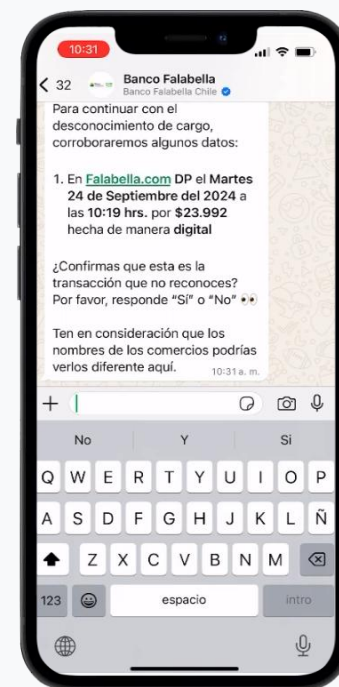 10:31
32
Banco Falabella
Banco Falabella Chile
Para continuar con el
desconocimiento de cargo,
corroboraremos algunos datos:
1. En Falabella.com DP el Martes
24 de Septiembre del 2024 a
las 10:19 hrs. por $23.992
hecha de manera digital
¿Confirmas que esta es la
transacción que no reconoces?
Por favor, responde “Sí” o “No” 👀
Ten en consideración que los
nombres de los comercios podrías
verlos diferente aquí.
10:31 a. m.
No Y Si
Q W E R T Y U I O P
A S D F G H J K L Ñ
Z X C V B N M
123 espacio intro